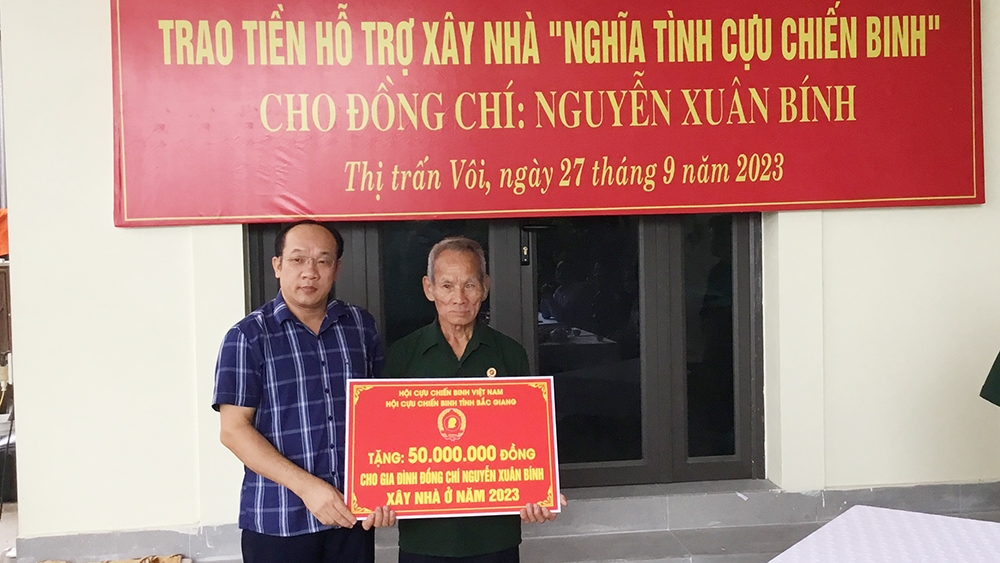 TRAO TIỀN HỖ TRỢ XÂY NHÀ "NGHĨA TÌNH CỰU CHIẾN BINH"
CHO ĐỒNG CHÍ: NGUYỄN XUÂN BÍNH
Thị trấn Vôi, ngày 27 tháng 9 năm 2023
HỘI CỰU CHIẾN BINH VIỆT NAM
HỘI CỰU CHIẾN BINH TỈNH BẮC GIANG
TẶNG: 50.000.000 ĐỒNG
CHO GIA ĐÌNH ĐỒNG CHÍ NGUYỄN XUÂN BÍNH
XÂY NHÀ Ở NĂM 2023